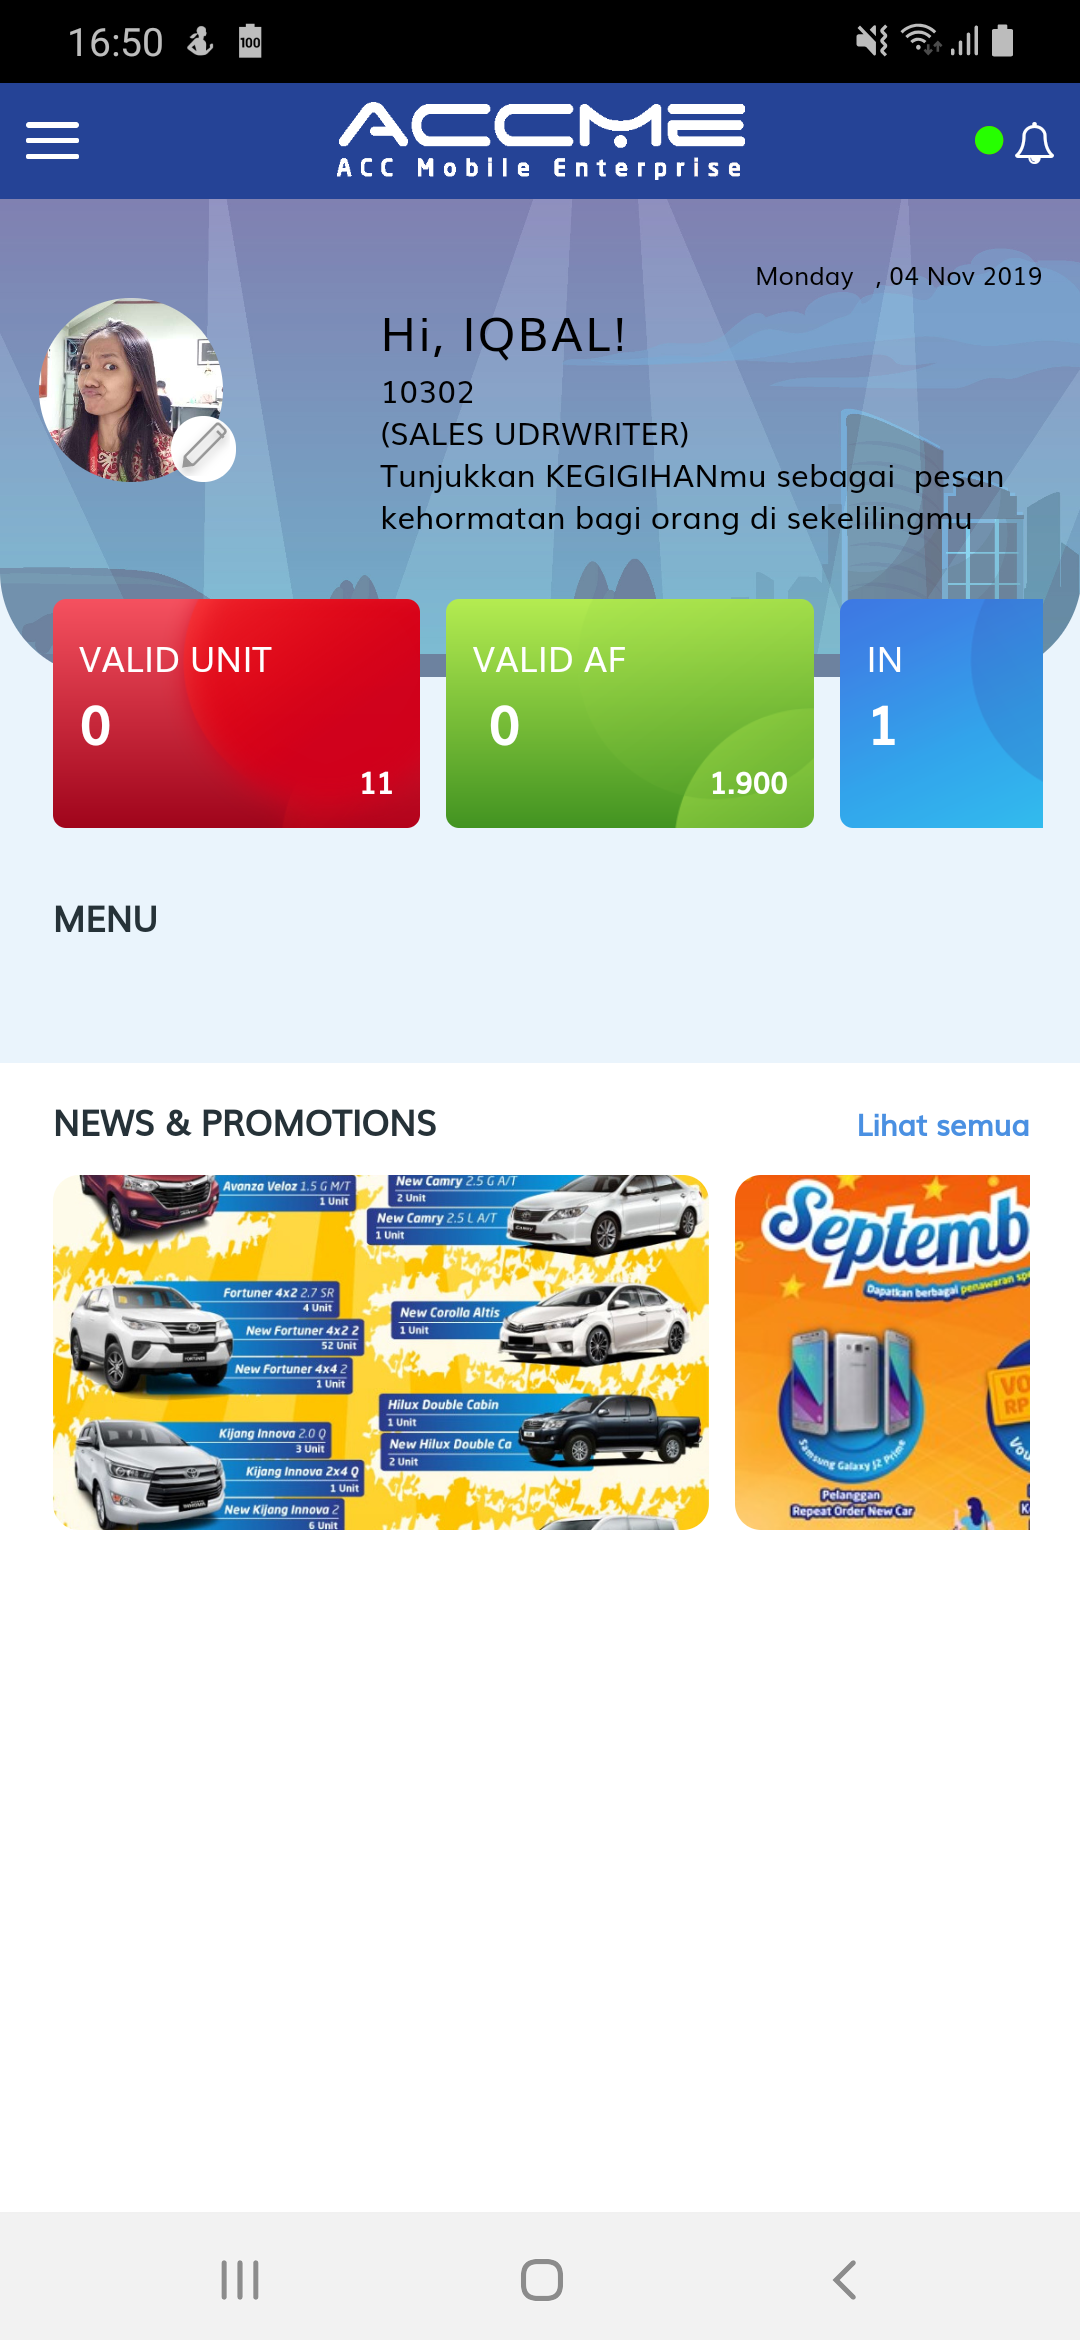 16:50
100
ACCME
ACC Mobile Enterprise
Monday , 04 Nov 2019
Hi, IQBAL!
10302
(SALES UDRWRITER)
Tunjukkan KEGIGIHANmu sebagai pesan
kehormatan bagi orang di sekelilingmu
VALID UNIT
0
11
VALID AF
0
1.900
IN
1
MENU
NEWS & PROMOTIONS
Lihat semua
Avanza Veloz 1.5 G M/T
1 Unit
New Camry 2.5 G A/T
2 Unit
New Camry 2.5 L A/T
1 Unit
Fortuner 4x2 2.7 SR
4 Unit
New Fortuner 4x2 2
52 Unit
New Fortuner 4x4 2
1 Unit
New Corolla Altis
1 Unit
Hilux Double Cabin
1 Unit
New Hilux Double Ca
2 Unit
Kijang Innova 2.0 Q
3 Unit
Kijang Innova 2x4 Q
1 Unit
New Kijang Innova 2
6 Unit
Septemb
Dapatkan berbagai penawaran spe
Samsung Galaxy J2 Prime
Pelanggan
Repeat Order New Car
VO
RP
Vou
K